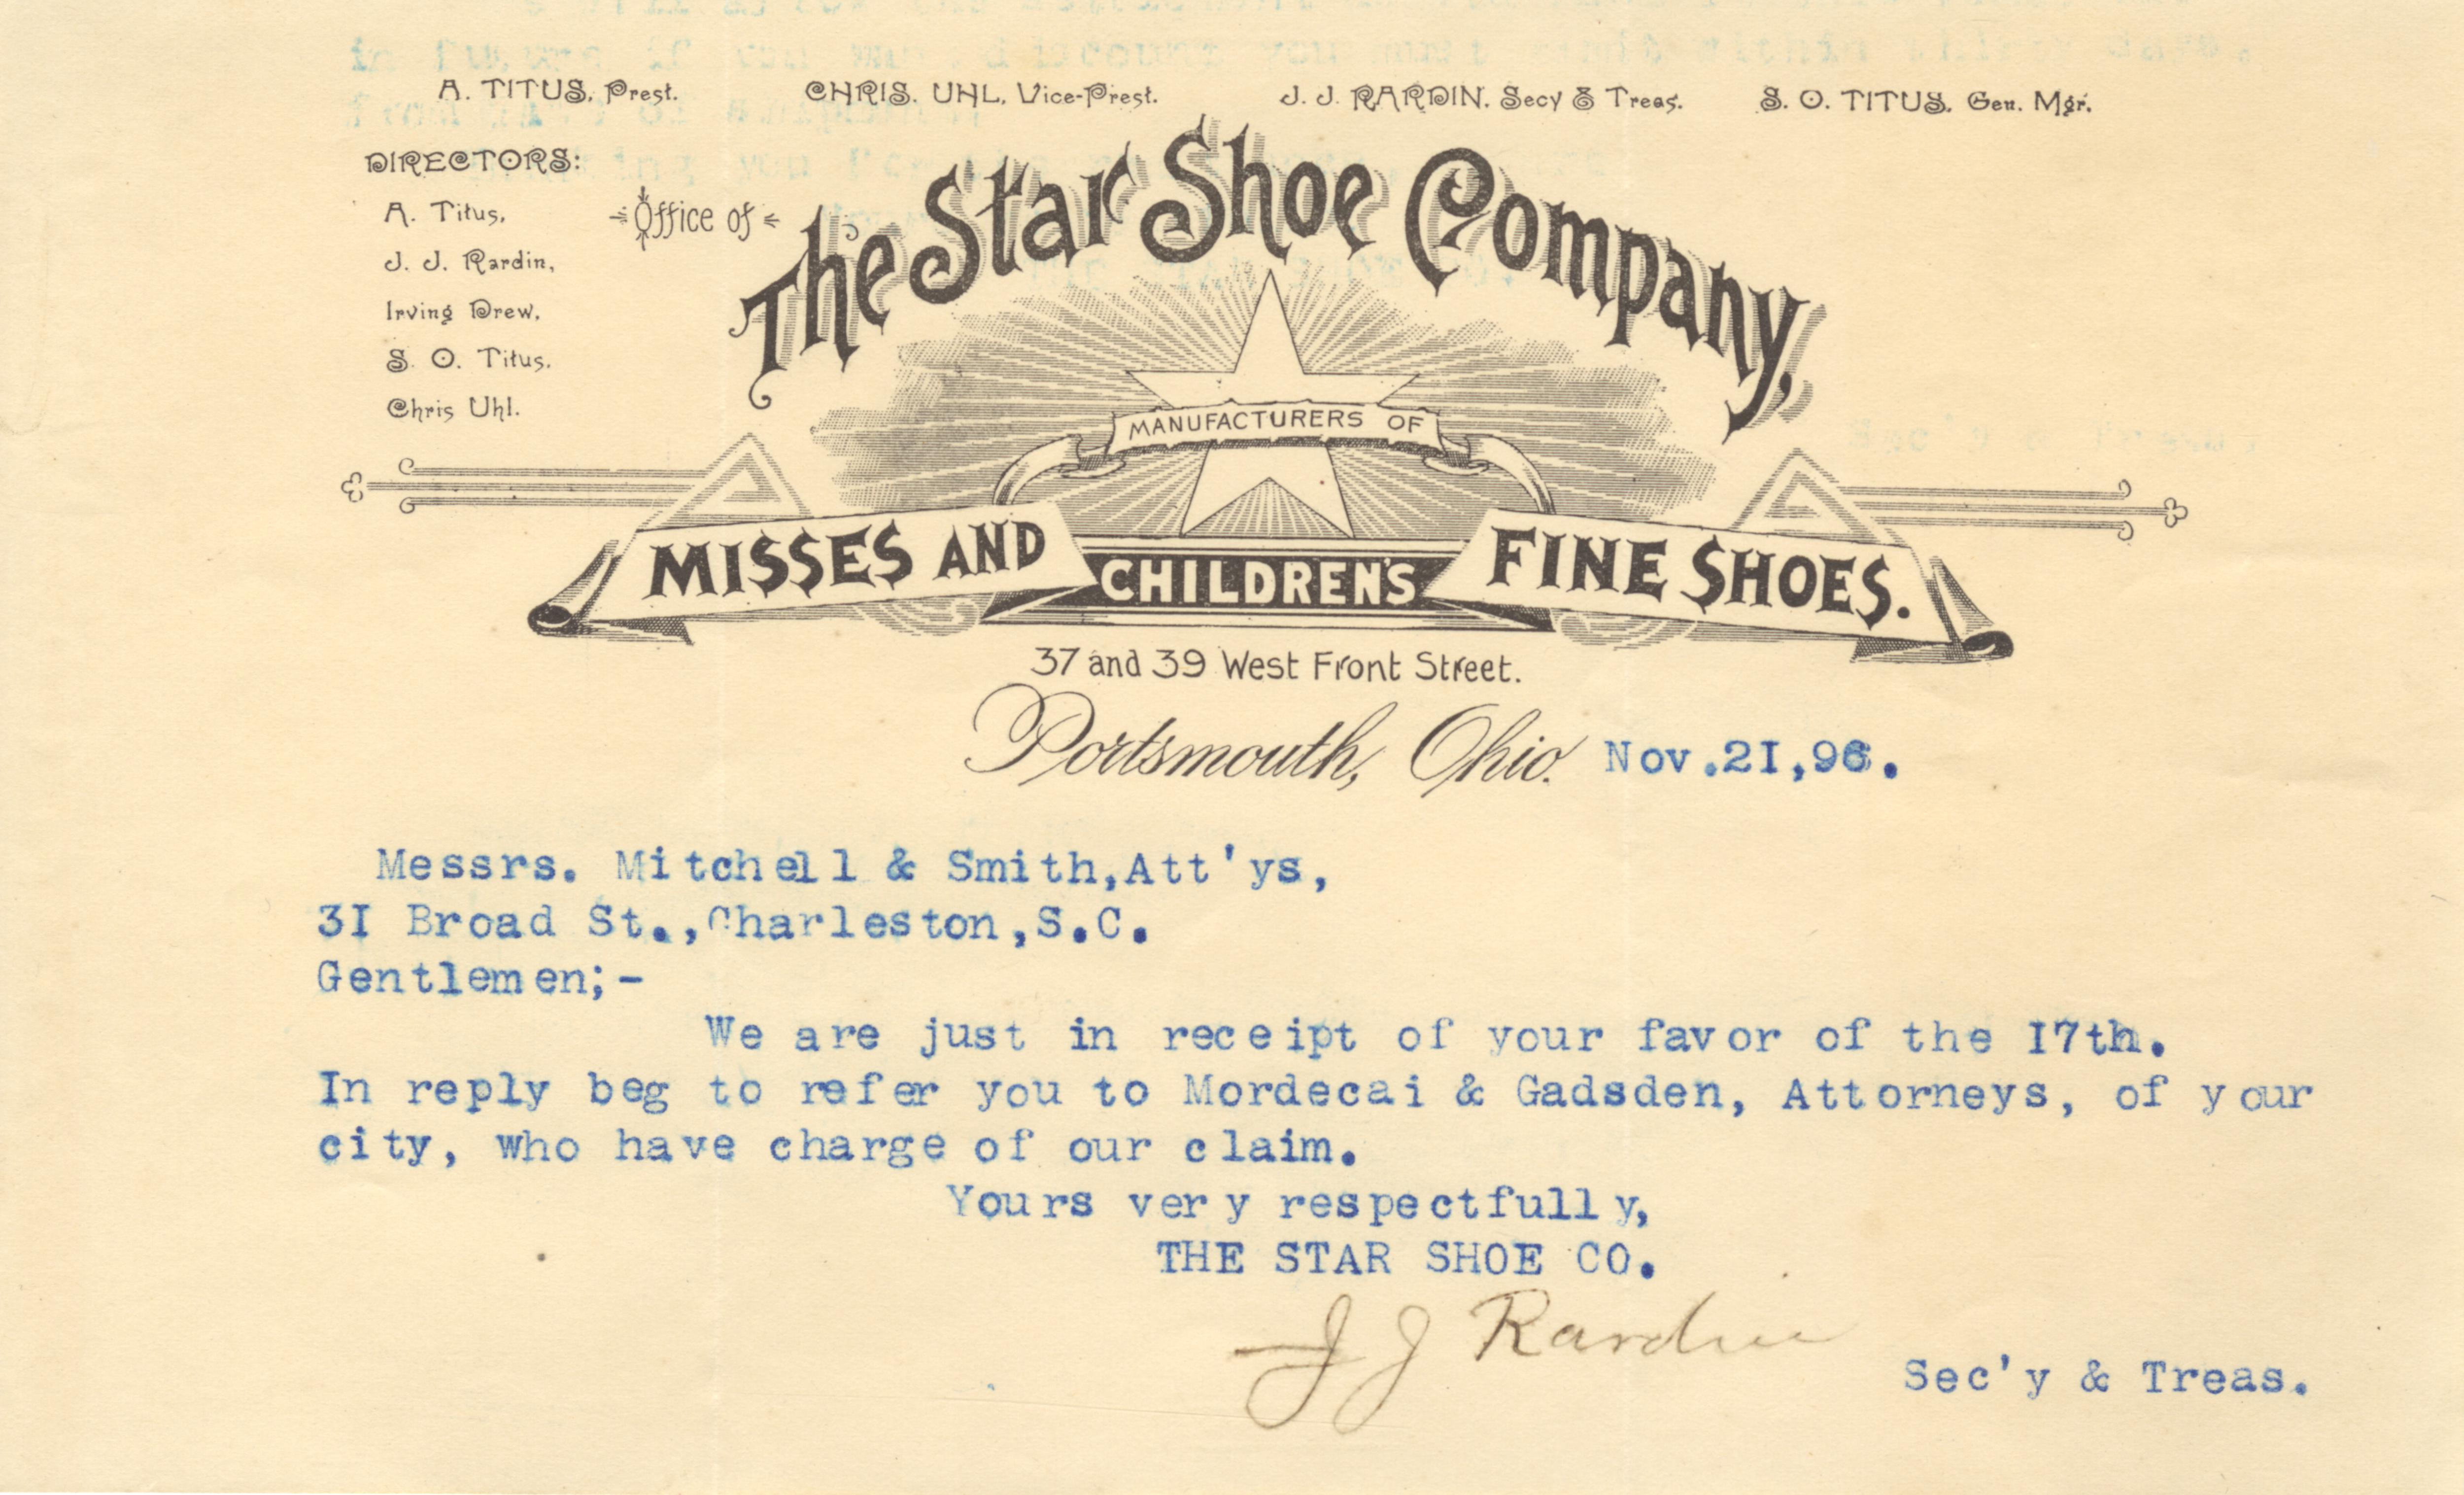 A. TITUS, Prest. CHRIS. UHL, Vice-Prest. J. J. RARDIN, Secy & Treas. S. O. TITUS, Gen. Mgr.
DIRECTORS:
A. Titus,
J. J. Rardin,
Irving Drew,
S. O. Titus,
Chris Uhl.
Office of
The Star Shoe Company,
MANUFACTURERS OF
MISSES AND CHILDREN'S FINE SHOES.
37 and 39 West Front Street.
Portsmouth, Ohio. Nov.2I,96.
Messrs. Mitchell & Smith,Att'ys,
3I Broad St.,Charleston,S.C.
Gentlemen;-
We are just in receipt of your favor of the I7th.
In reply beg to refer you to Mordecai & Gadsden, Attorneys, of your
city, who have charge of our claim.
Yours very respectfully,
THE STAR SHOE CO.
J J Rardin
Sec'y & Treas.